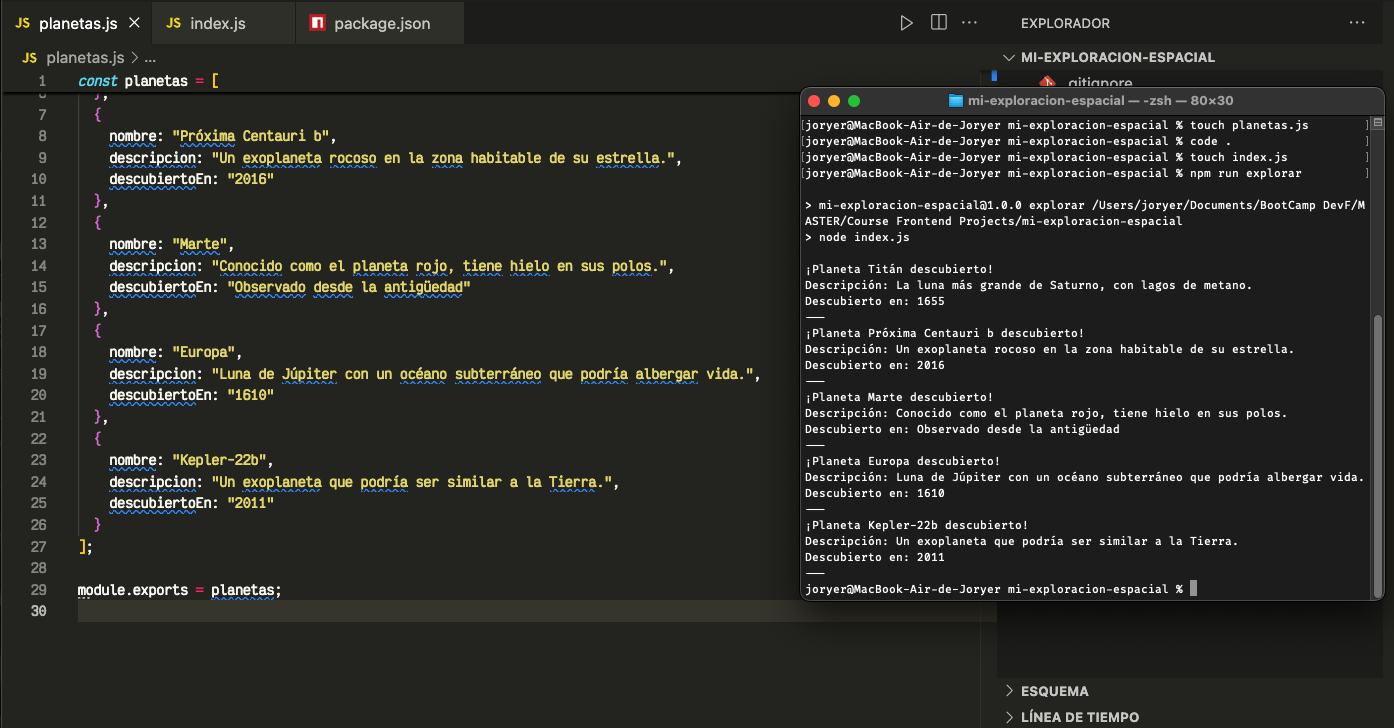 JS planetas.js
JS index.js
package.json
EXPLORADOR
JS planetas.js > ...
MI-EXPLORACION-ESPACIAL
1 const planetas = [
6 },
7 {
8 nombre: "Próxima Centauri b",
9 descripcion: "Un exoplaneta rocoso en la zona habitable de su estrella.",
10 descubiertoEn: "2016"
11 },
12 {
13 nombre: "Marte",
14 descripcion: "Conocido como el planeta rojo, tiene hielo en sus polos.",
15 descubiertoEn: "Observado desde la antigüedad"
16 },
17 {
18 nombre: "Europa",
19 descripcion: "Luna de Júpiter con un océano subterráneo que podría albergar vida.",
20 descubiertoEn: "1610"
21 },
22 {
23 nombre: "Kepler-22b",
24 descripcion: "Un exoplaneta que podría ser similar a la Tierra.",
25 descubiertoEn: "2011"
26 }
27 ];
28
29 module.exports = planetas;
30
.gitignore
mi-exploracion-espacial — -zsh — 80×30
[joryer@MacBook-Air-de-Joryer mi-exploracion-espacial % touch planetas.js ]
[joryer@MacBook-Air-de-Joryer mi-exploracion-espacial % code . ]
[joryer@MacBook-Air-de-Joryer mi-exploracion-espacial % touch index.js ]
[joryer@MacBook-Air-de-Joryer mi-exploracion-espacial % npm run explorar ]
> mi-exploracion-espacial@1.0.0 explorar /Users/joryer/Documents/BootCamp DevF/M
ASTER/Course Frontend Projects/mi-exploracion-espacial
> node index.js
¡Planeta Titán descubierto!
Descripción: La luna más grande de Saturno, con lagos de metano.
Descubierto en: 1655
---
¡Planeta Próxima Centauri b descubierto!
Descripción: Un exoplaneta rocoso en la zona habitable de su estrella.
Descubierto en: 2016
---
¡Planeta Marte descubierto!
Descripción: Conocido como el planeta rojo, tiene hielo en sus polos.
Descubierto en: Observado desde la antigüedad
---
¡Planeta Europa descubierto!
Descripción: Luna de Júpiter con un océano subterráneo que podría albergar vida.
Descubierto en: 1610
---
¡Planeta Kepler-22b descubierto!
Descripción: Un exoplaneta que podría ser similar a la Tierra.
Descubierto en: 2011
---
joryer@MacBook-Air-de-Joryer mi-exploracion-espacial %
ESQUEMA
LÍNEA DE TIEMPO